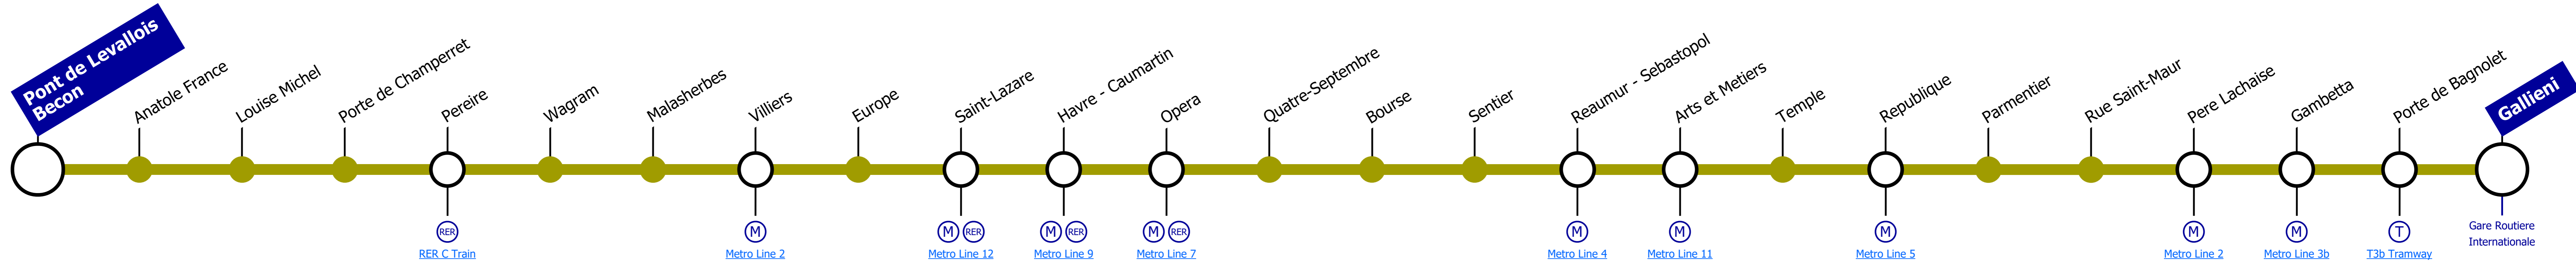 Pont de Levallois
Becon
Anatole France
Louise Michel
Porte de Champerret
Pereire
Wagram
Malasherbes
Villiers
Europe
Saint-Lazare
Havre - Caumartin
Opera
Quatre-Septembre
Bourse
Sentier
Reaumur - Sebastopol
Arts et Metiers
Temple
Republique
Parmentier
Rue Saint-Maur
Pere Lachaise
Gambetta
Porte de Bagnolet
Gallieni
RER
M
M RER
M RER
M RER
M
M
M
M
M
T
RER C Train
Metro Line 2
Metro Line 12
Metro Line 9
Metro Line 7
Metro Line 4
Metro Line 11
Metro Line 5
Metro Line 2
Metro Line 3b
T3b Tramway
Gare Routiere
Internationale